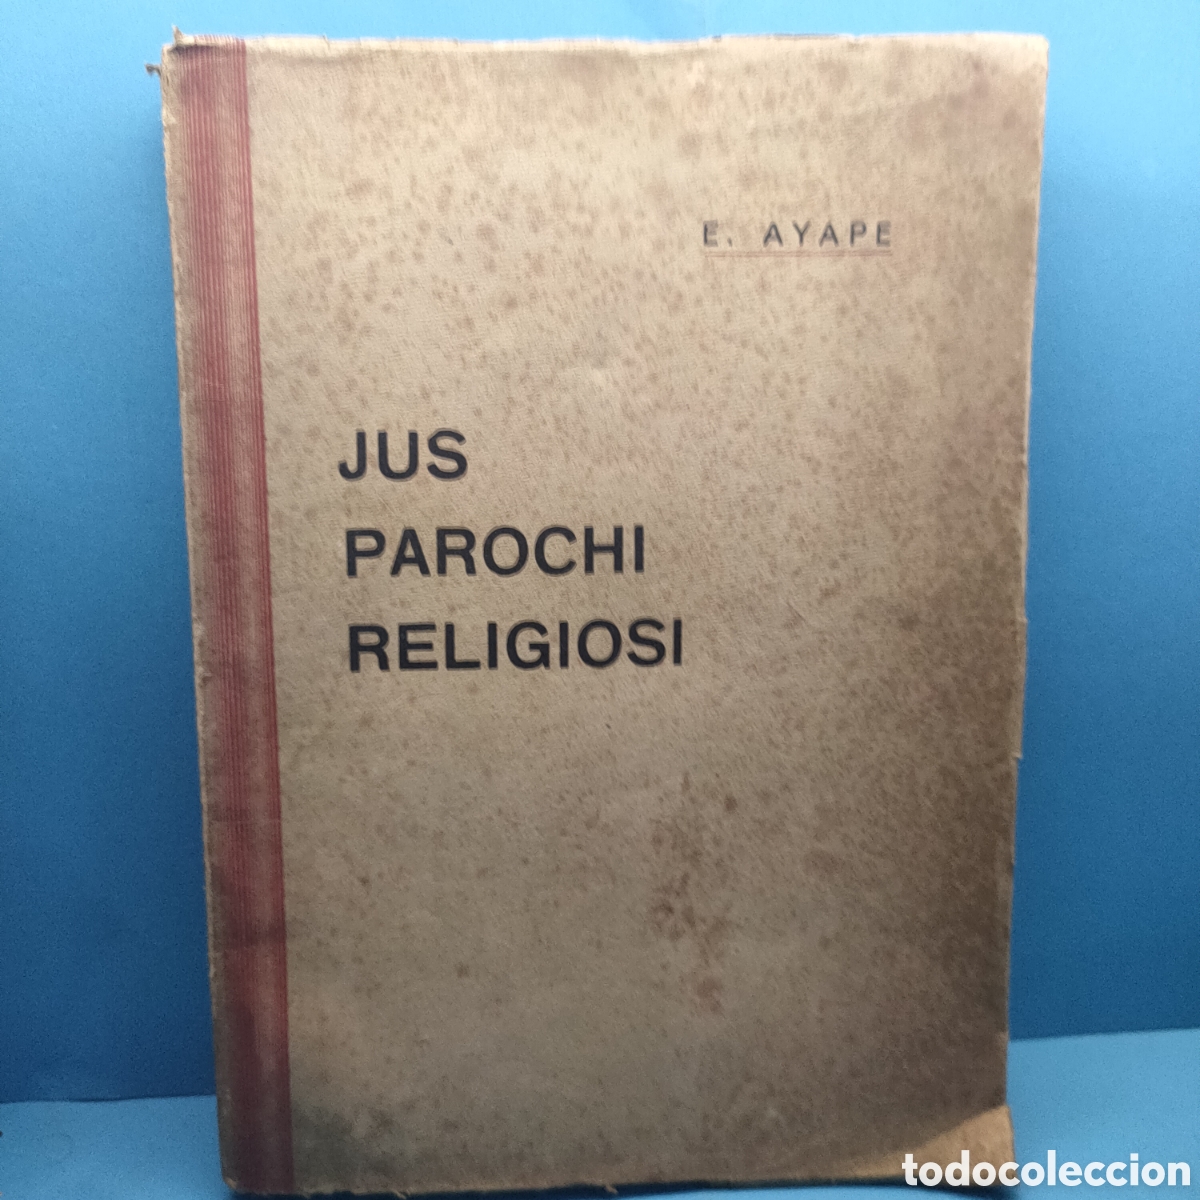 E. AYAPE
JUS
PAROCHI
RELIGIOSI
todocoleccion